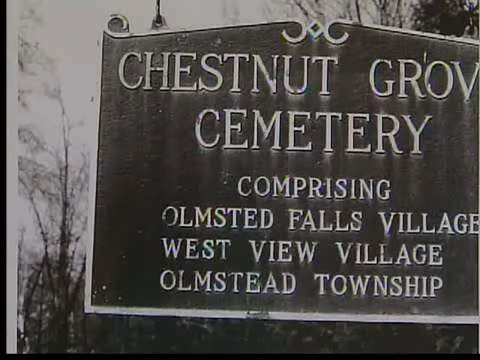 CHESTNUT GROV
CEMETERY
COMPRISING
OLMSTED FALLS VILLAGE
WEST VIEW VILLAGE
OLMSTEAD TOWNSHIP